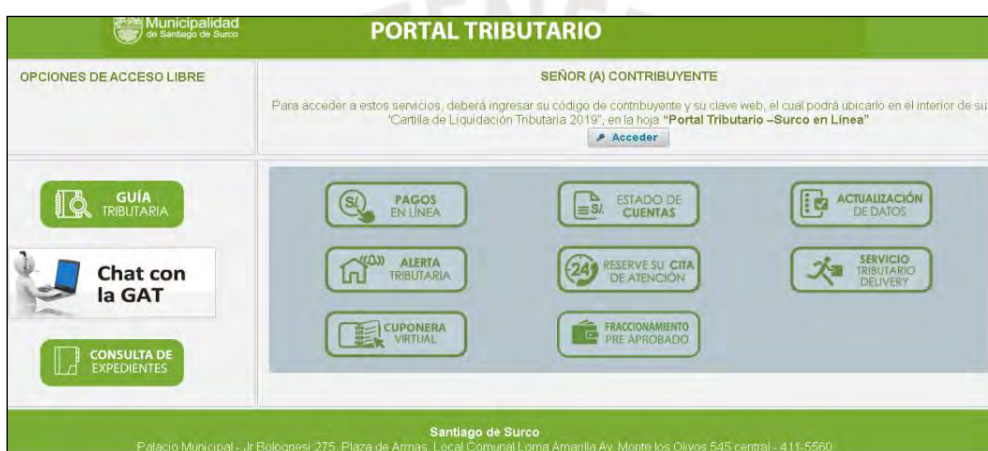 Municipalidad
de Santiago de Surco
PORTAL TRIBUTARIO
OPCIONES DE ACCESO LIBRE
SEÑOR (A) CONTRIBUYENTE
Para acceder a estos servicios, deberá ingresar su código de contribuyente y su clave web, el cual podrá ubicarlo en el interior de su
"Cartilla de Liquidación Tributaria 2019", en la hoja "Portal Tributario –Surco en Línea"
Acceder
GUÍA
TRIBUTARIA
Chat con
la GAT
CONSULTA DE
EXPEDIENTES
S/.
PAGOS
EN LÍNEA
S/.
ESTADO DE
CUENTAS
ACTUALIZACIÓN
DE DATOS
ALERTA
TRIBUTARIA
24
RESERVE SU CITA
DE ATENCIÓN
SERVICIO
TRIBUTARIO
DELIVERY
CUPONERA
VIRTUAL
FRACCIONAMIENTO
PRE APROBADO
Santiago de Surco
Palacio Municipal - Jr Bolognesi 275 Plaza de Armas, Local Comunal Loma Amarilla Av. Monte los Olivos 545 central - 411-5560